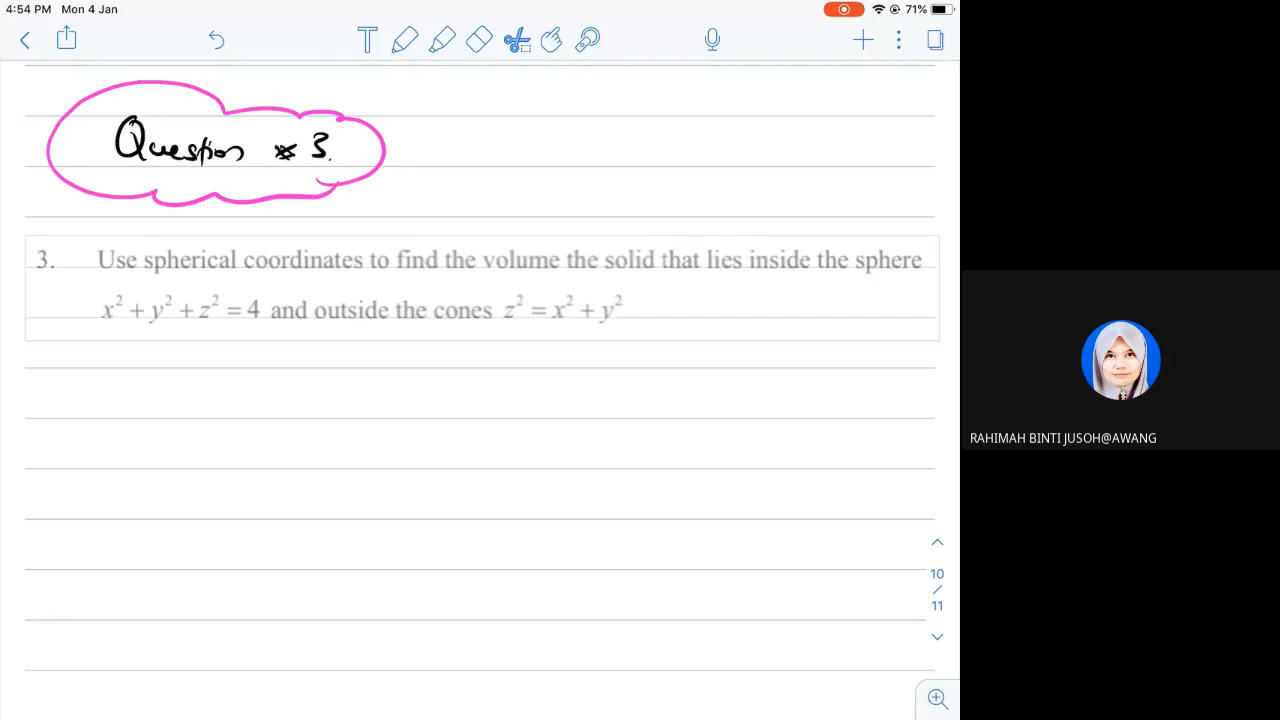 4:54 PM Mon 4 Jan
71%
Question * 3.
3. Use spherical coordinates to find the volume the solid that lies inside the sphere
x² + y² + z² = 4 and outside the cones z² = x² + y²
RAHIMAH BINTI JUSOH@AWANG
10
/
11